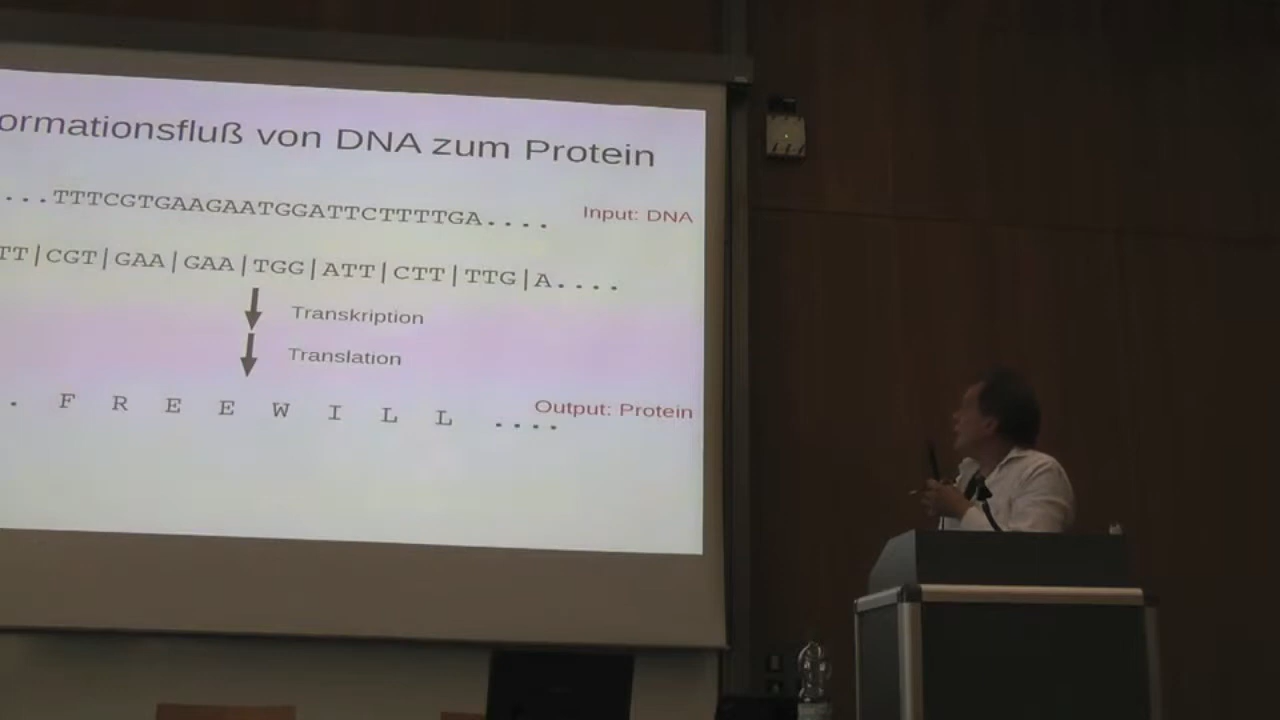 ormationsfluß von DNA zum Protein
...TTTCGTGAAGAATGGATTCTTTTGA....
Input: DNA
TT|CGT|GAA|GAA|TGG|ATT|CTT|TTG|A....
Transkription
Translation
. F R E E W I L L ....
Output: Protein